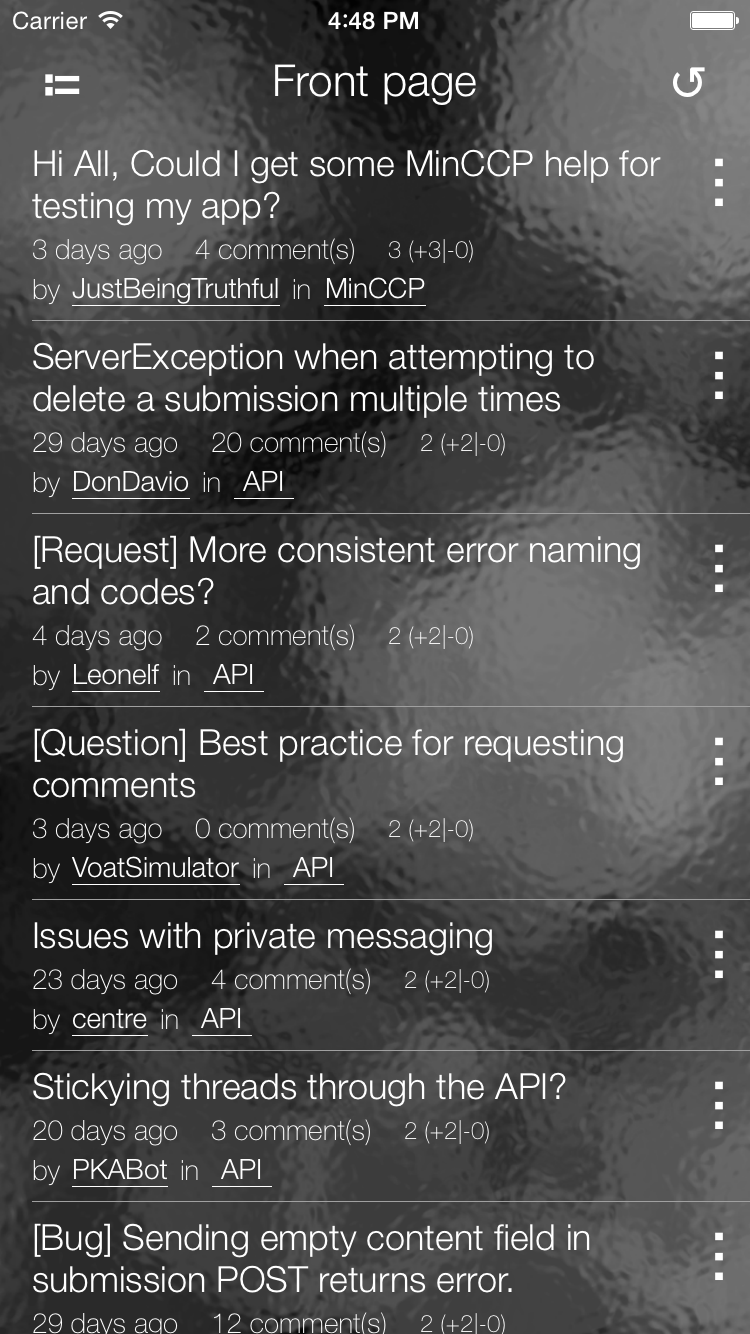 Carrier 4:48 PM
Front page
Hi All, Could I get some MinCCP help for
testing my app?
3 days ago 4 comment(s) 3 (+3|-0)
by JustBeingTruthful in MinCCP
ServerException when attempting to
delete a submission multiple times
29 days ago 20 comment(s) 2 (+2|-0)
by DonDavio in API
[Request] More consistent error naming
and codes?
4 days ago 2 comment(s) 2 (+2|-0)
by Leonelf in API
[Question] Best practice for requesting
comments
3 days ago 0 comment(s) 2 (+2|-0)
by VoatSimulator in API
Issues with private messaging
23 days ago 4 comment(s) 2 (+2|-0)
by centre in API
Stickying threads through the API?
20 days ago 3 comment(s) 2 (+2|-0)
by PKABot in API
[Bug] Sending empty content field in
submission POST returns error.
29 days ago 12 comment(s) 2 (+2|-0)